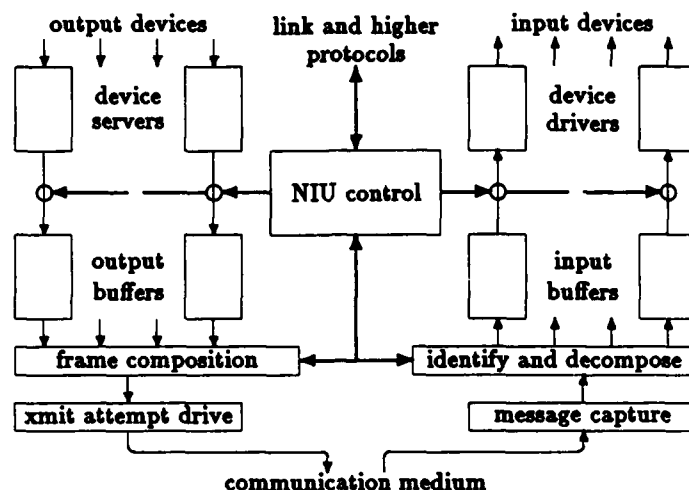 output devices
link and higher
protocols
input devices
device
servers
device
drivers
NIU control
output
buffers
input
buffers
frame composition
identify and decompose
xmit attempt drive
message capture
communication medium